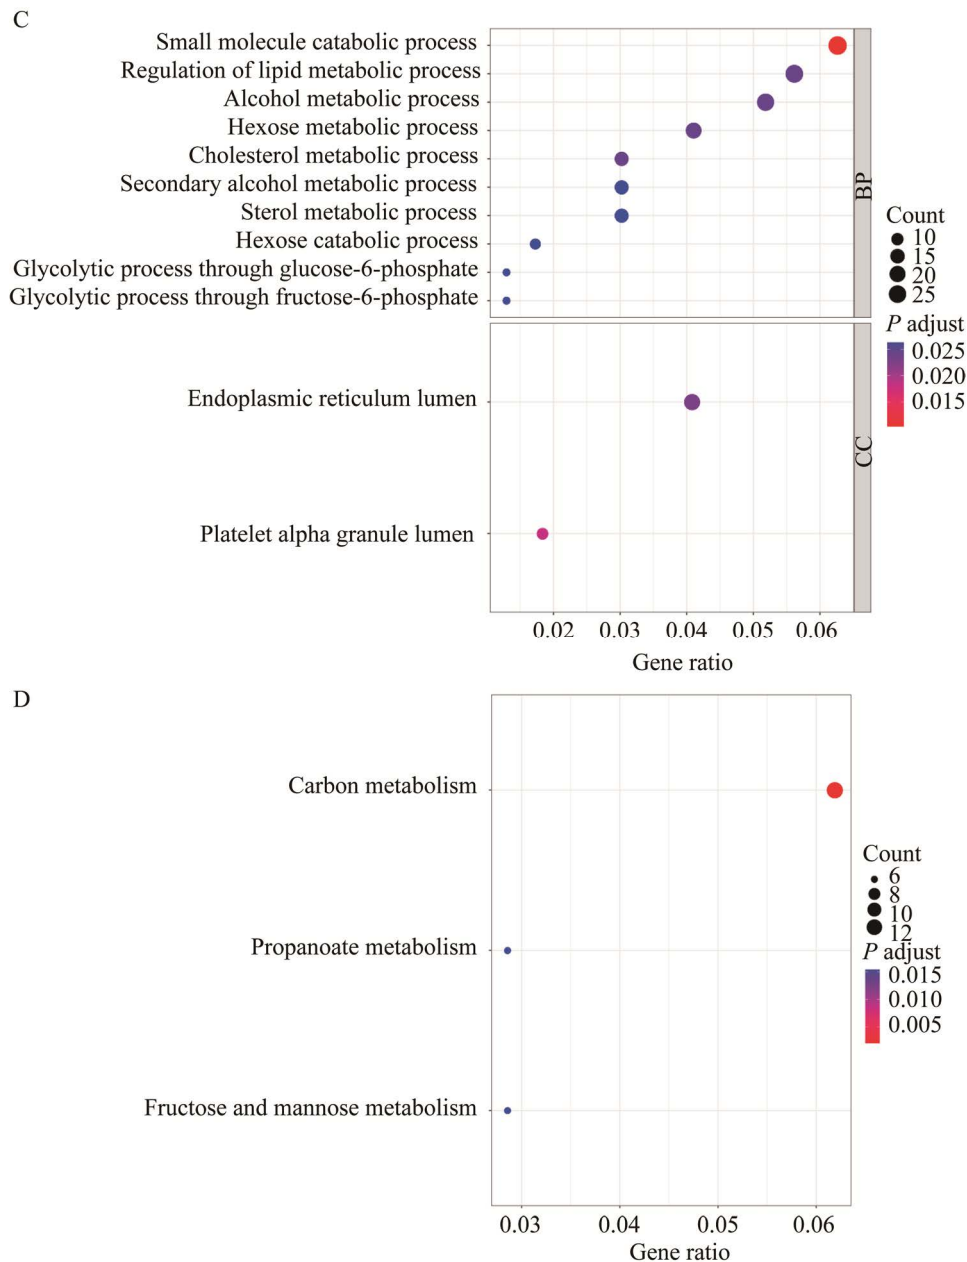 C
Small molecule catabolic process
Regulation of lipid metabolic process
Alcohol metabolic process
Hexose metabolic process
Cholesterol metabolic process
Secondary alcohol metabolic process
Sterol metabolic process
Hexose catabolic process
Glycolytic process through glucose-6-phosphate
Glycolytic process through fructose-6-phosphate
BP
Endoplasmic reticulum lumen
Platelet alpha granule lumen
CC
0.02 0.03 0.04 0.05 0.06
Gene ratio
Count
10
15
20
25
P adjust
0.025
0.020
0.015
D
Carbon metabolism
Propanoate metabolism
Fructose and mannose metabolism
0.03 0.04 0.05 0.06
Gene ratio
Count
6
8
10
12
P adjust
0.015
0.010
0.005